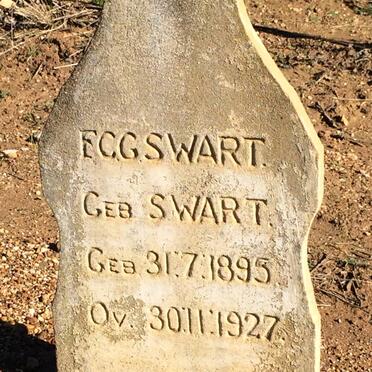 E.C.G. SWART.
GEB SWART.
GEB 31.7.1895
OV. 30.11.1927.